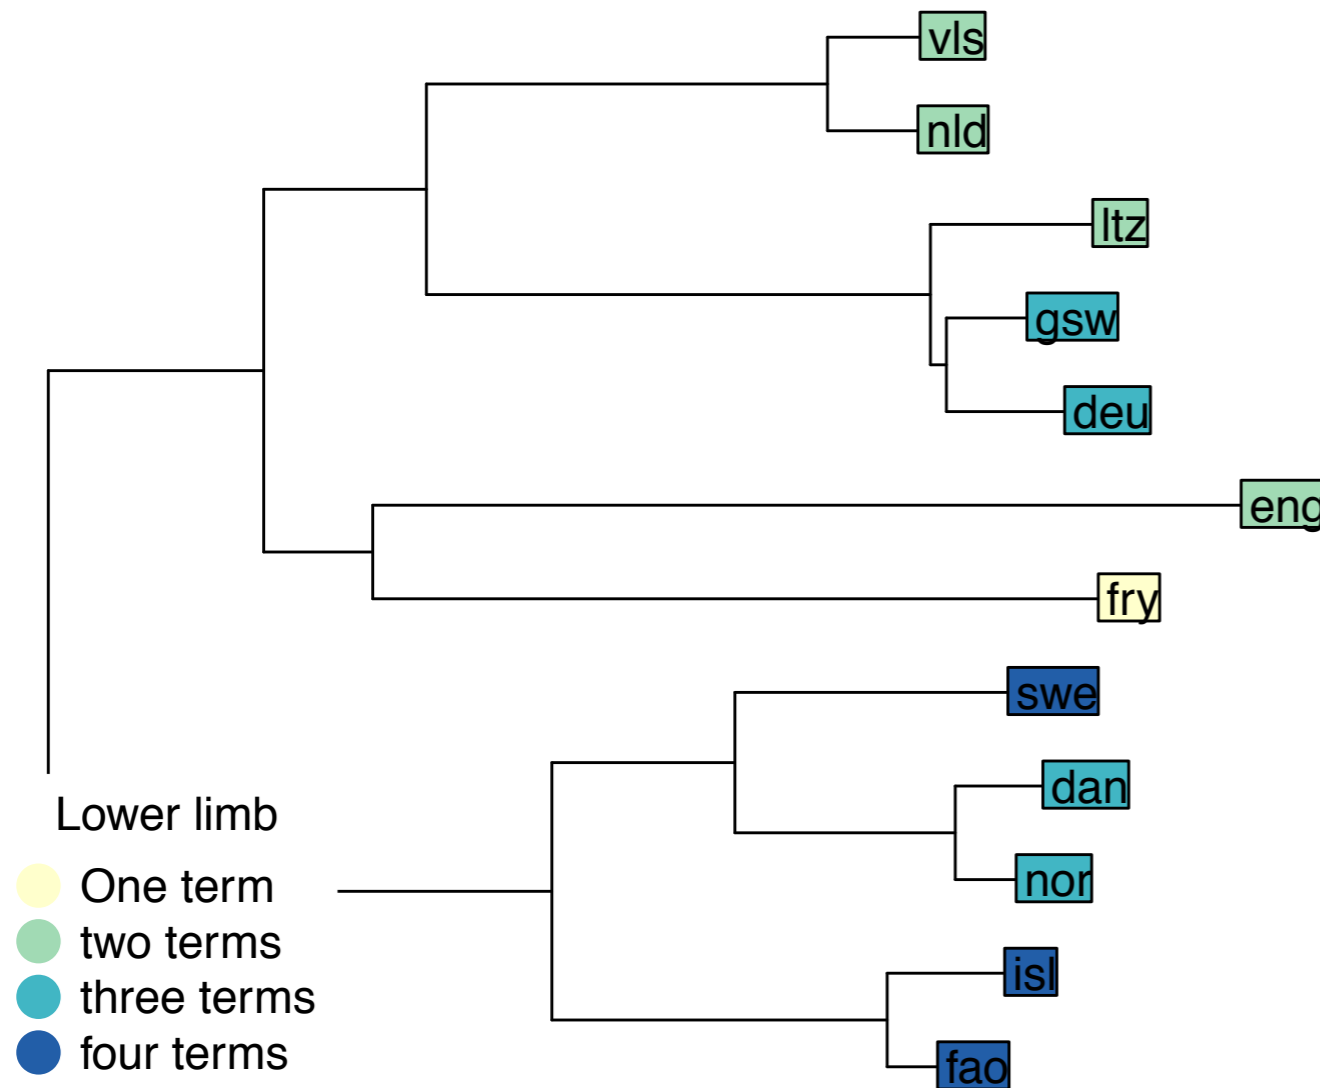 vls
nld
ltz
gsw
deu
eng
fry
swe
dan
nor
isl
fao
Lower limb
One term
two terms
three terms
four terms